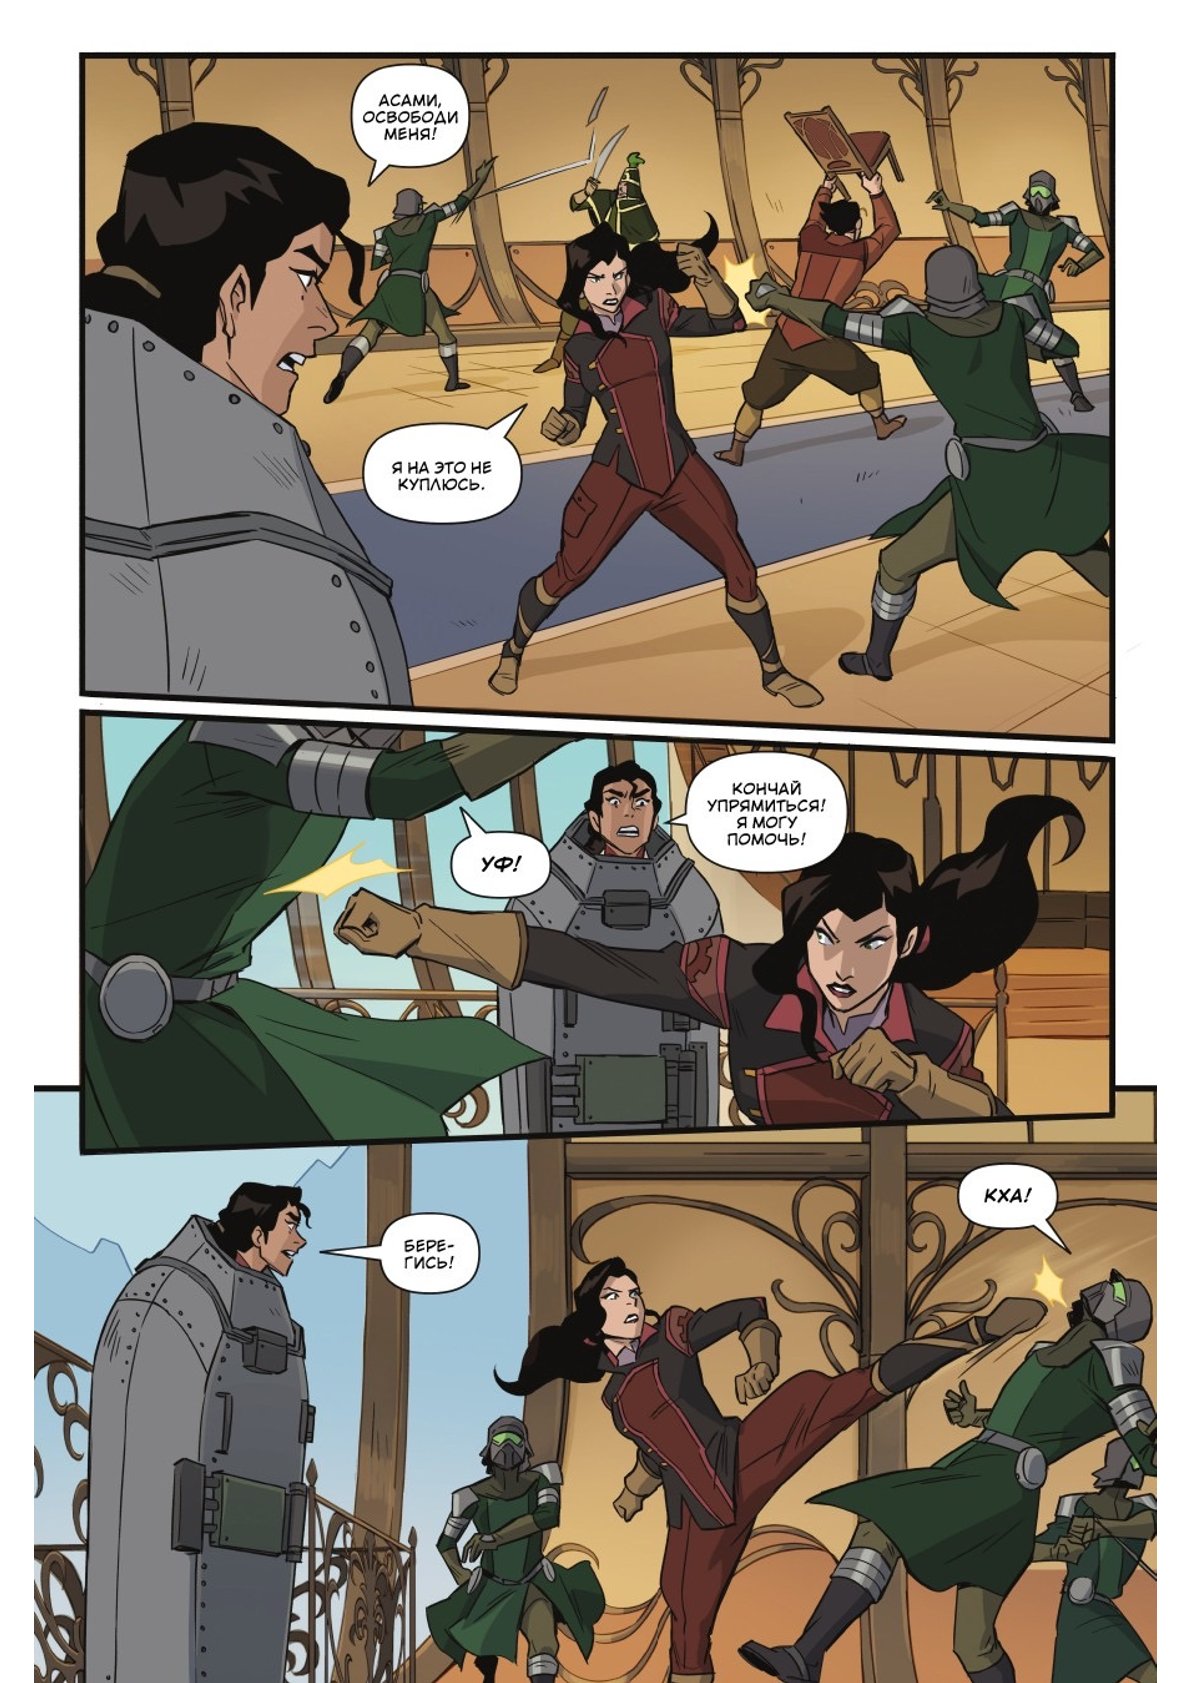 АСАМИ,
ОСВОБОДИ
МЕНЯ!
Я НА ЭТО НЕ
КУПЛЮСЬ.
УФ!
КОНЧАЙ
УПРЯМИТЬСЯ!
Я МОГУ
ПОМОЧЬ!
БЕРЕ-
ГИСЬ!
КХА!